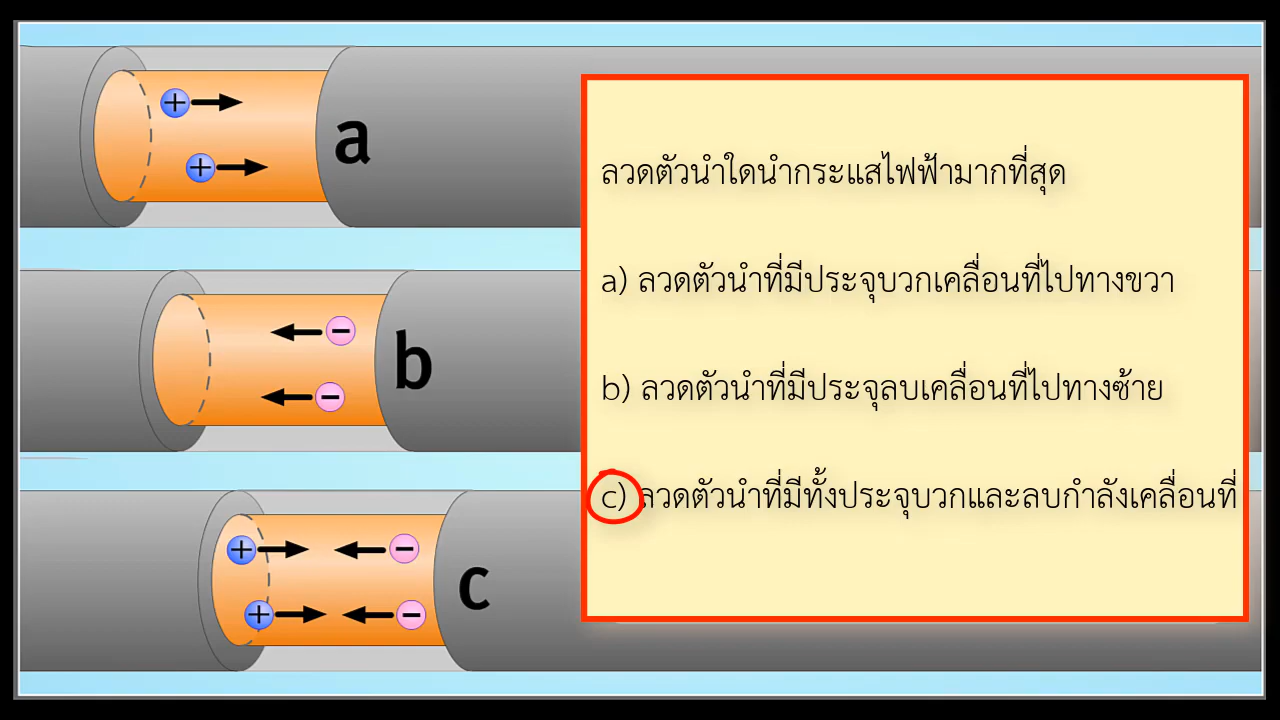 a
b
c
ลวดตัวนำใดนำกระแสไฟฟ้ามากที่สุด
a) ลวดตัวนำที่มีประจุบวกเคลื่อนที่ไปทางขวา
b) ลวดตัวนำที่มีประจุลบเคลื่อนที่ไปทางซ้าย
c) ลวดตัวนำที่มีทั้งประจุบวกและลบกำลังเคลื่อนที่